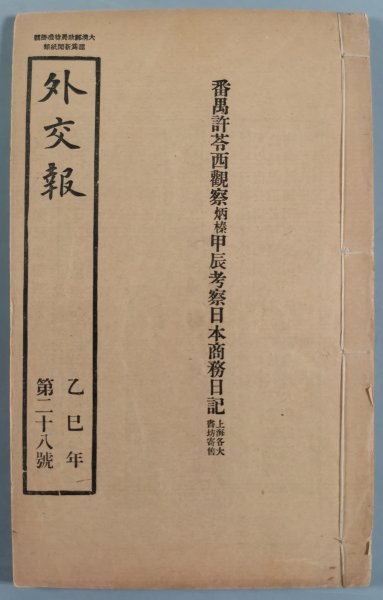 番禺許苓西觀察炳榛甲辰考察日本商務日記
上海各大
書坊寄售
大清郵政局特准掛號
認為新聞紙類
外交報
乙巳年
第二十八號